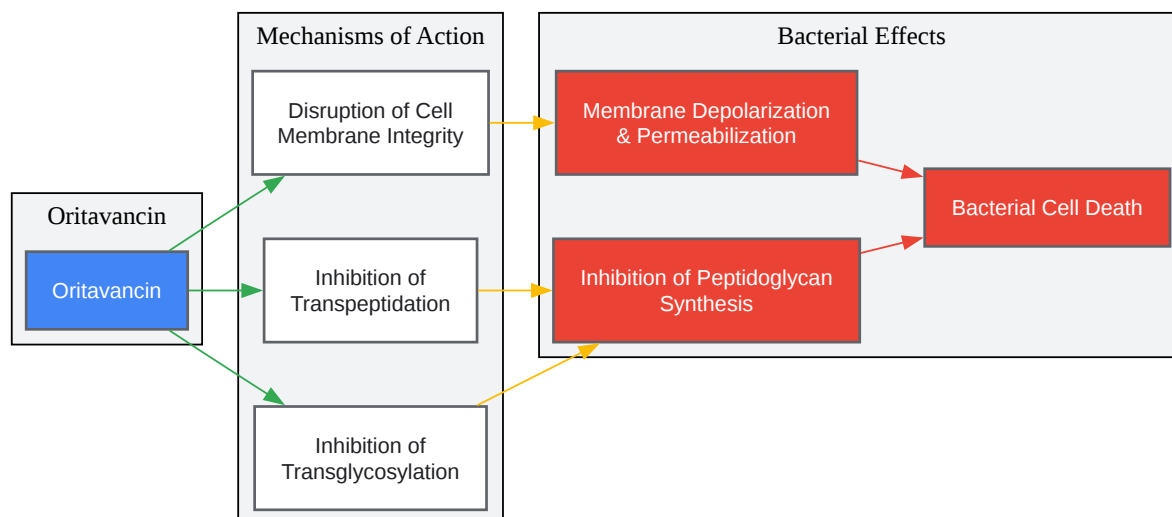 Mechanisms of Action
Bacterial Effects
Disruption of Cell
Membrane Integrity
Membrane Depolarization
& Permeabilization
Bacterial Cell Death
Oritavancin
Oritavancin
Inhibition of
Transpeptidation
Inhibition of Peptidoglycan
Synthesis
Inhibition of
Transglycosylation